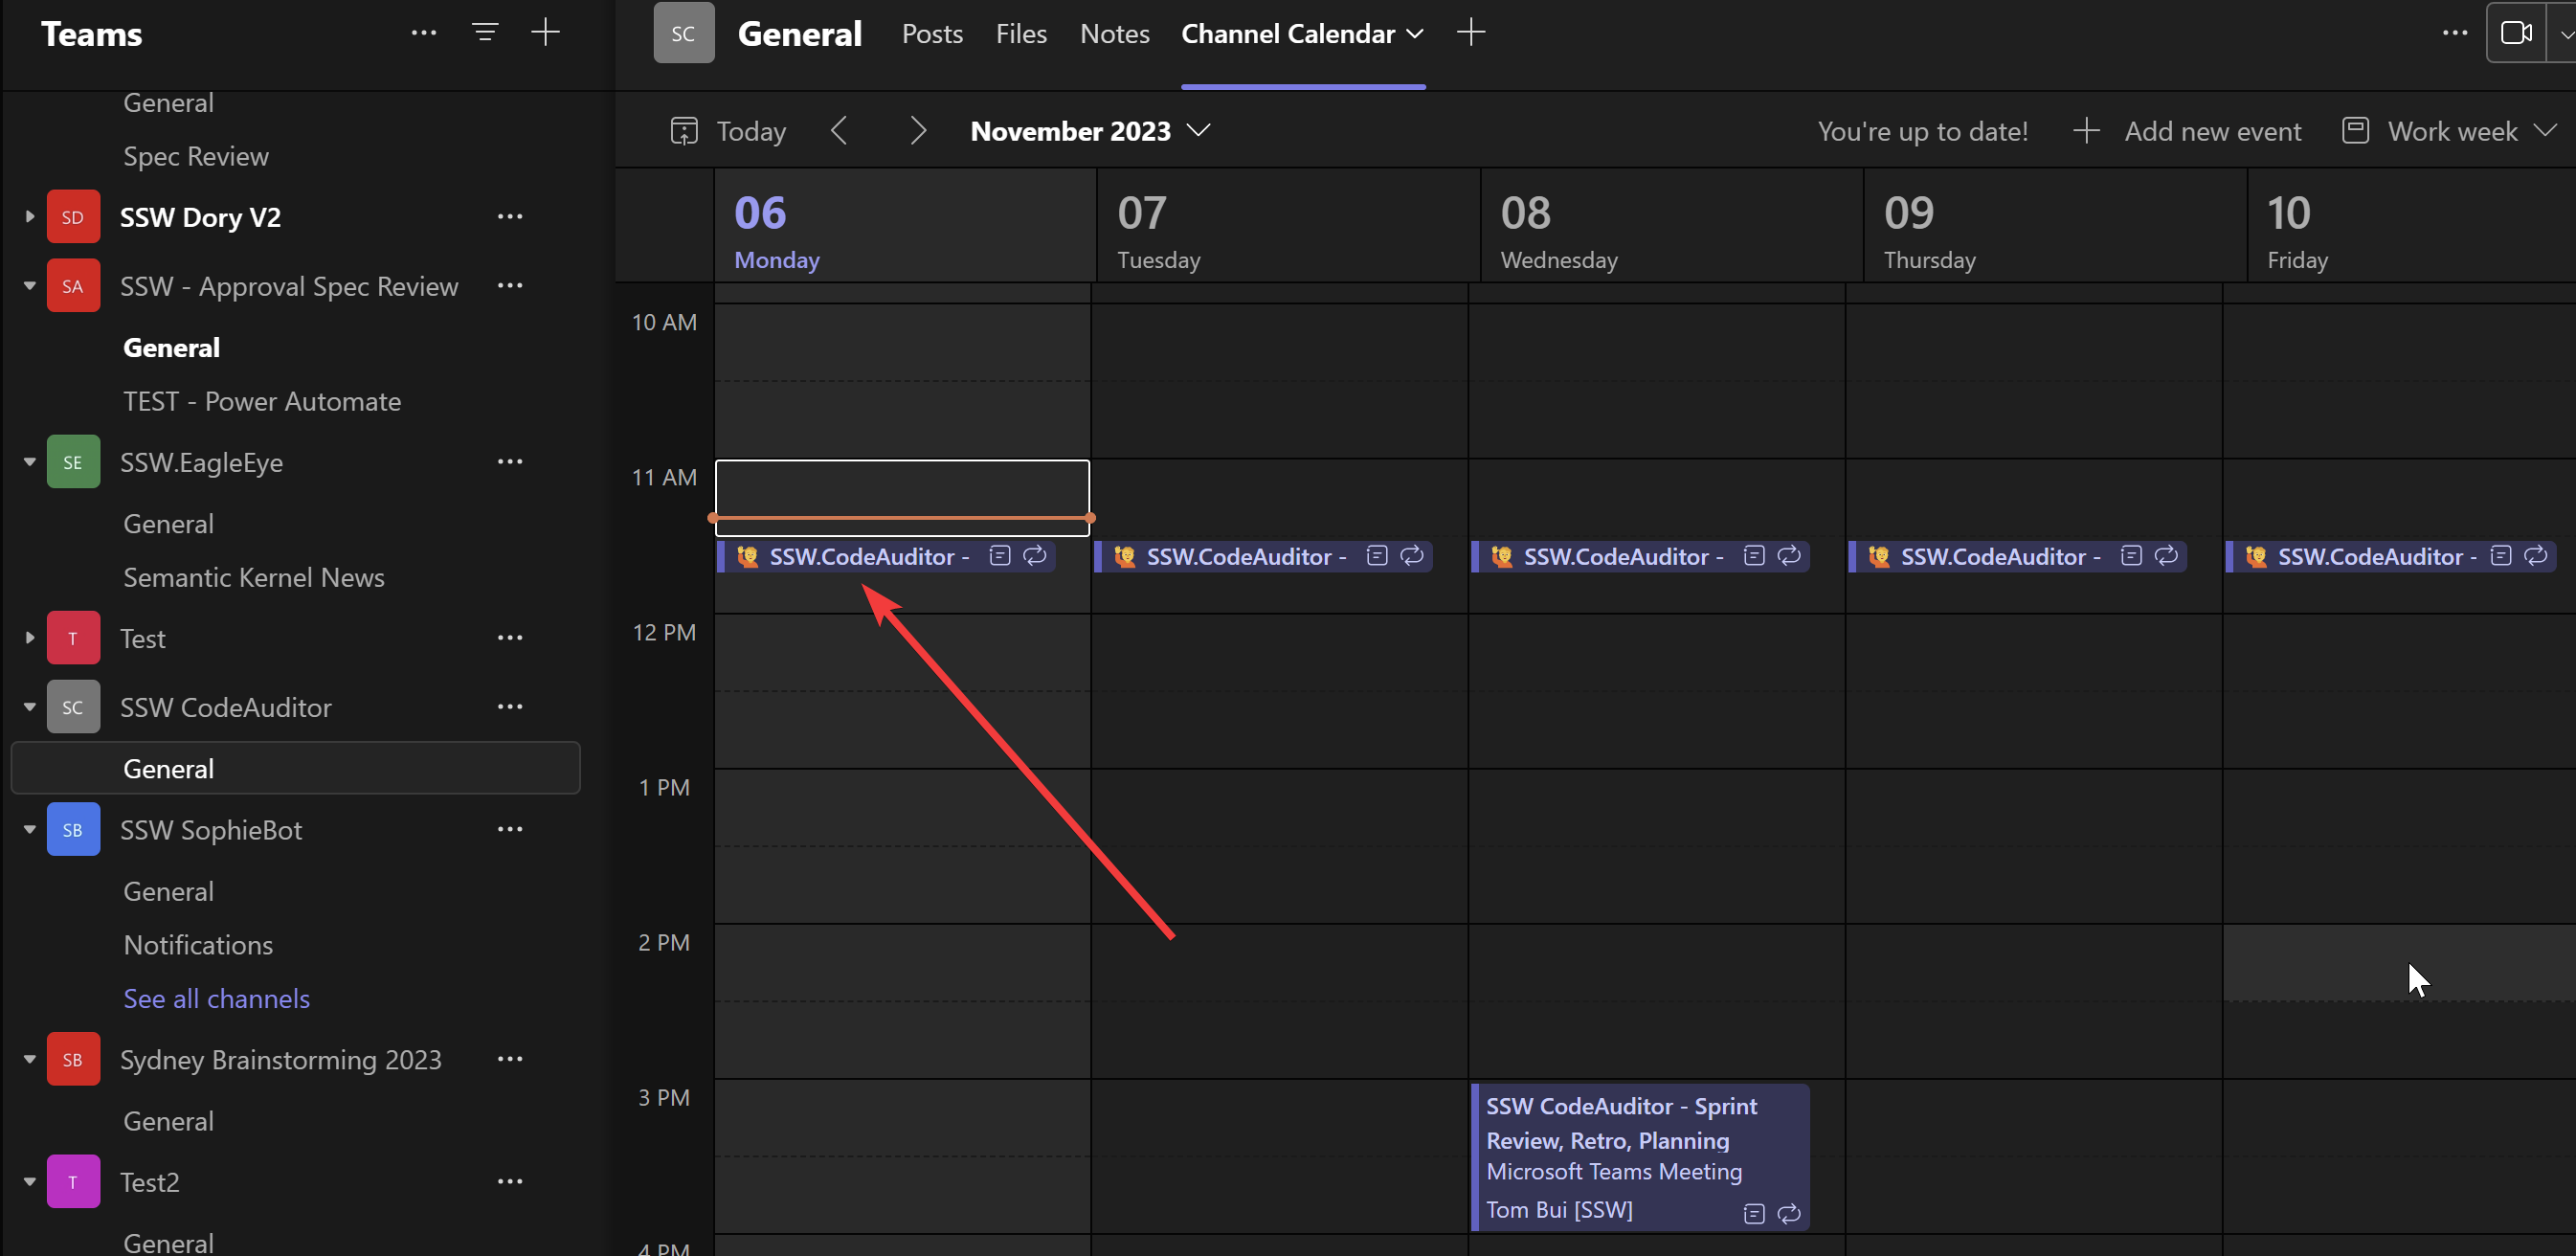 Teams
General
Spec Review
SD SSW Dory V2
SA SSW - Approval Spec Review
General
TEST - Power Automate
SE SSW.EagleEye
General
Semantic Kernel News
T Test
SC SSW CodeAuditor
General
SB SSW SophieBot
General
Notifications
See all channels
SB Sydney Brainstorming 2023
General
T Test2
General
SC General Posts Files Notes Channel Calendar
Today November 2023 You're up to date! Add new event Work week
06 07 08 09 10
Monday Tuesday Wednesday Thursday Friday
10 AM
11 AM
SSW.CodeAuditor - SSW.CodeAuditor - SSW.CodeAuditor - SSW.CodeAuditor - SSW.CodeAuditor -
12 PM
1 PM
2 PM
3 PM
SSW CodeAuditor - Sprint
Review, Retro, Planning
Microsoft Teams Meeting
Tom Bui [SSW]
4 PM